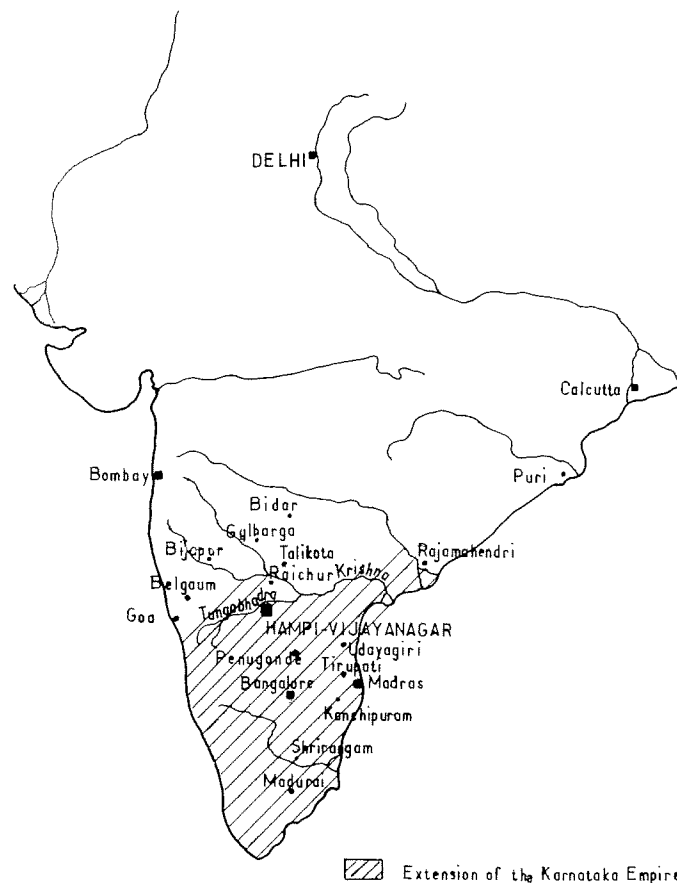 DELHI
Calcutta
Bombay
Puri
Bidar
Gylbarga
Bijapur
Talikota
Rajamahendri
Raichur
Krishna
Belgaum
Tungabhadra
Goa
HAMPI-VIJAYANAGAR
Udayagiri
Penugonde
Tirupati
Bangalore
Madras
Kanchipuram
Shrirangam
Madurai
Extension of the Karnataka Empire